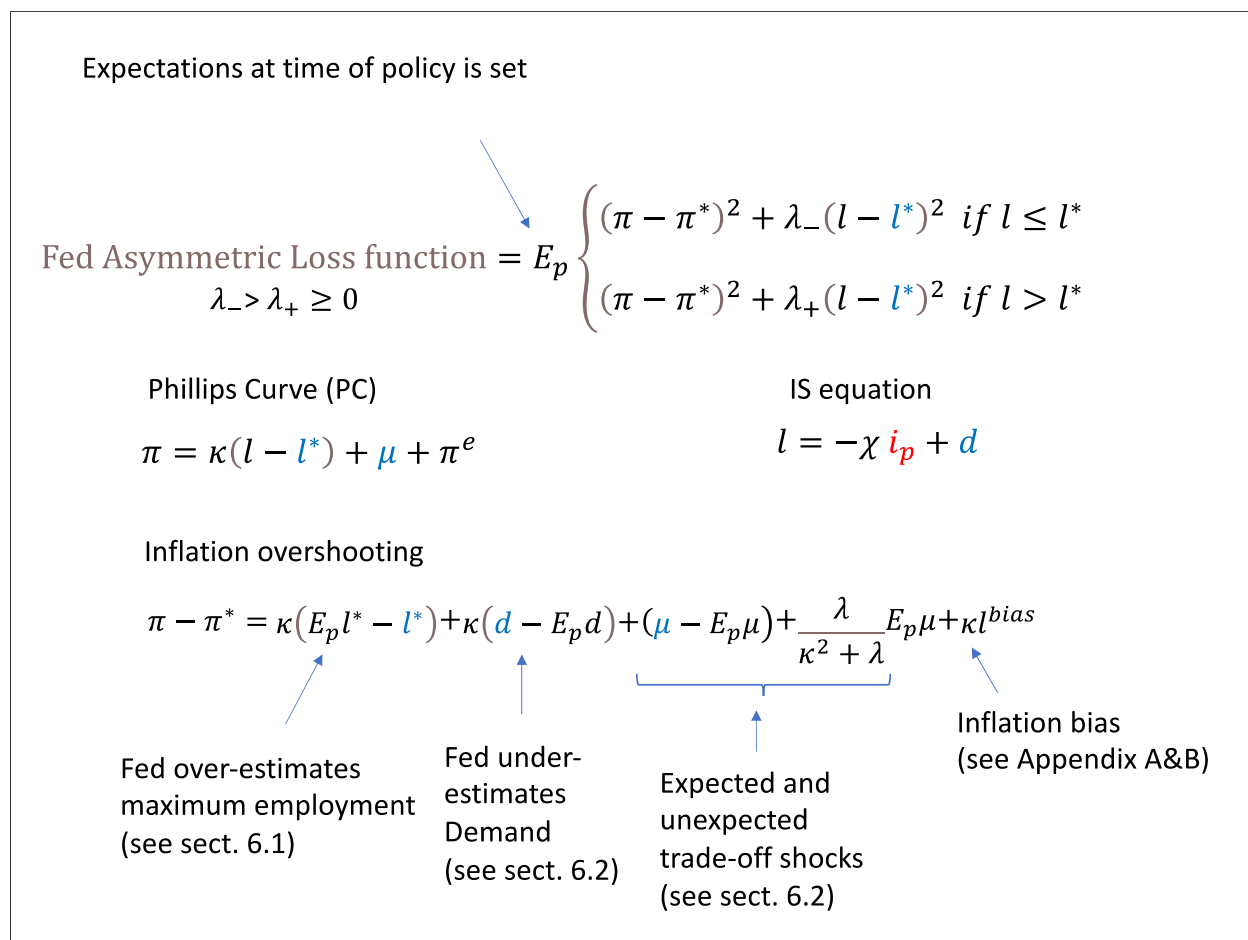 Expectations at time of policy is set
Fed Asymmetric Loss function = E_p { (π − π*)² + λ₋(l − l*)² if l ≤ l*
(π − π*)² + λ₊(l − l*)² if l > l*
λ₋> λ₊ ≥ 0
Phillips Curve (PC)
IS equation
π = κ(l − l*) + μ + π^e
l = −χ i_p + d
Inflation overshooting
π − π* = κ(E_p l* − l*)+κ(d − E_p d)+(μ − E_p μ)+ λ/(κ² + λ) E_p μ+κl^bias
Fed over-estimates
maximum employment
(see sect. 6.1)
Fed under-
estimates
Demand
(see sect. 6.2)
Expected and
unexpected
trade-off shocks
(see sect. 6.2)
Inflation bias
(see Appendix A&B)